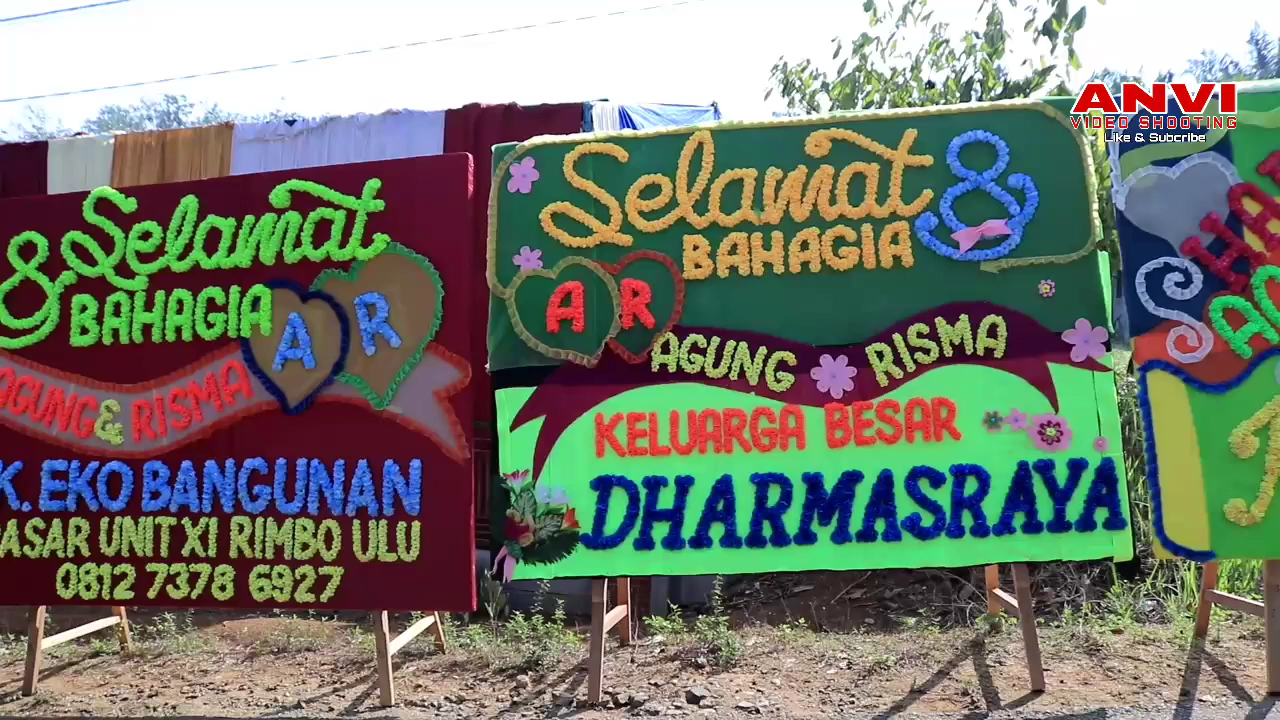 Selamat
& BAHAGIA
A R
AGUNG & RISMA
K. EKO BANGUNAN
ASAR UNIT XI RIMBO ULU
0812 7378 6927
Selamat &
BAHAGIA
A R
AGUNG RISMA
KELUARGA BESAR
DHARMASRAYA
ANVI
VIDEO SHOOTING
Like & Subcribe